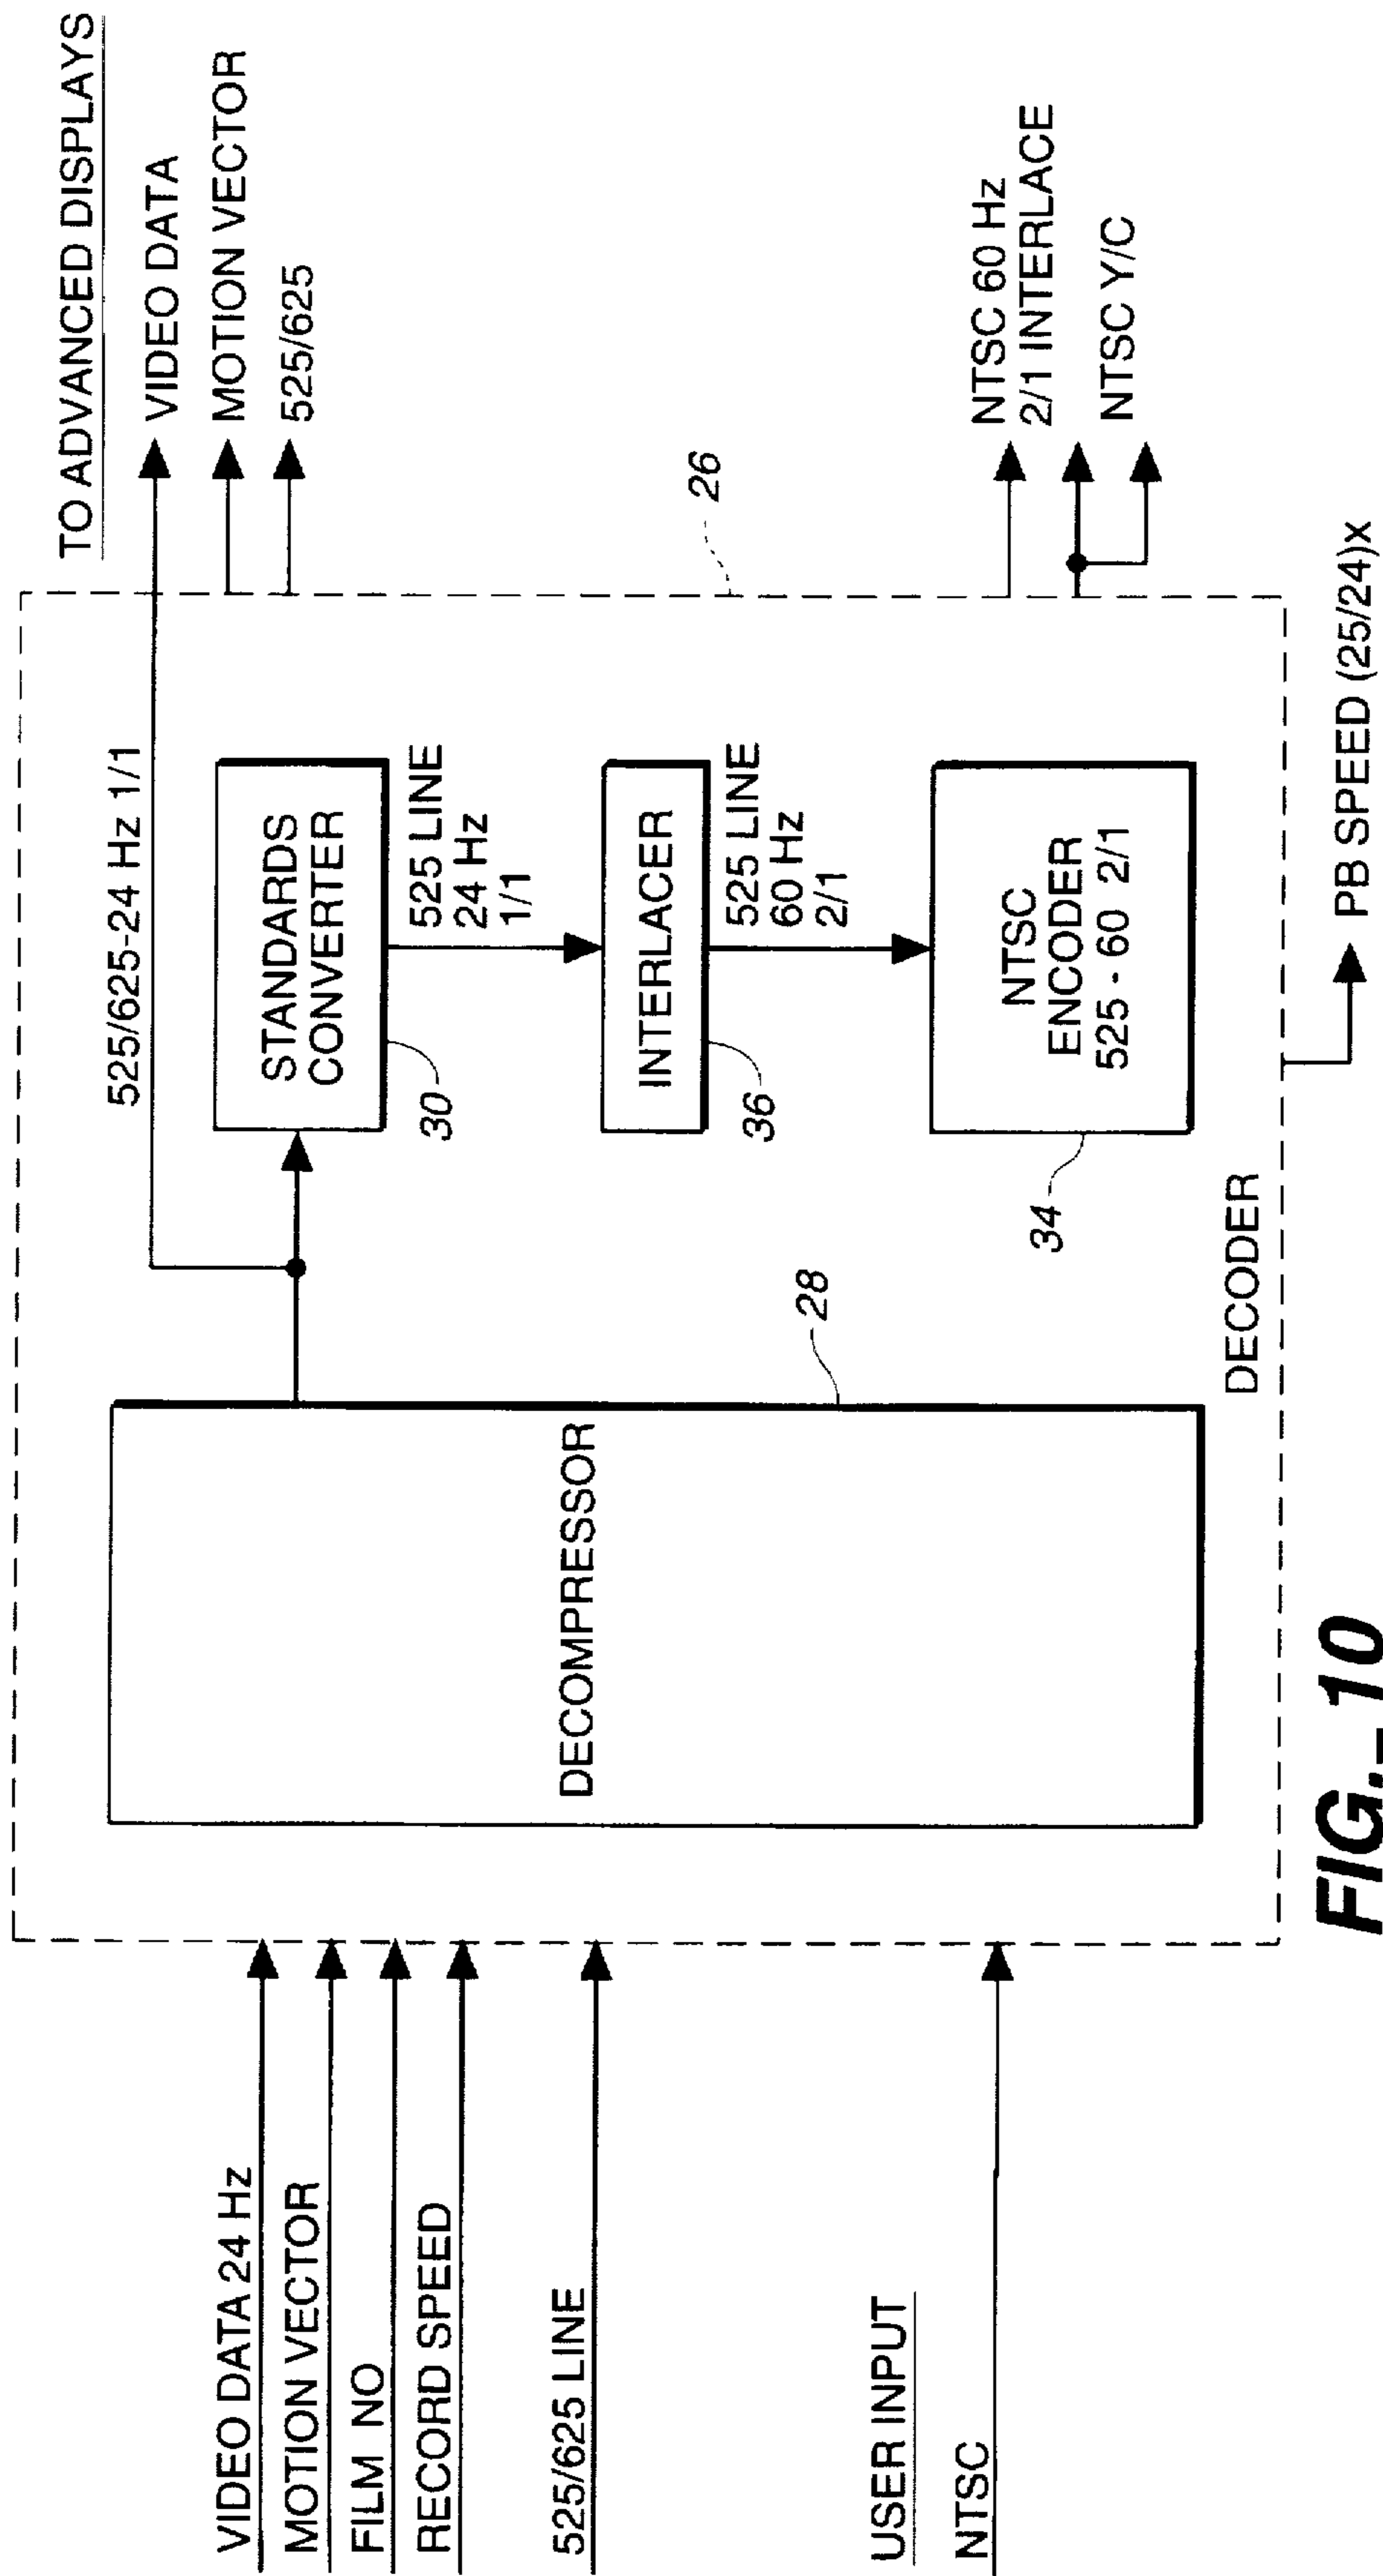 TO ADVANCED DISPLAYS
VIDEO DATA
MOTION VECTOR
525/625
525/625-24 Hz 1/1
VIDEO DATA 24 Hz
MOTION VECTOR
FILM NO
RECORD SPEED
525/625 LINE
USER INPUT
NTSC
DECOMPRESSOR
28
STANDARDS
CONVERTER
30
525 LINE
24 Hz
1/1
INTERLACER
36
525 LINE
60 Hz
2/1
NTSC
ENCODER
525 - 60 2/1
34
26
NTSC 60 Hz
2/1 INTERLACE
NTSC Y/C
DECODER
PB SPEED (25/24)x
FIG._10